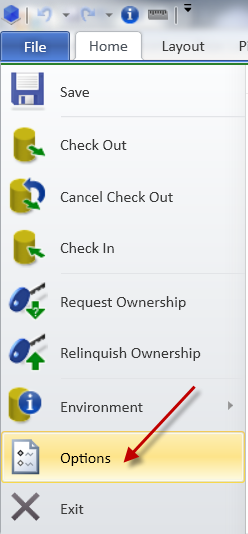 File Home Layout
Save
Check Out
Cancel Check Out
Check In
Request Ownership
Relinquish Ownership
Environment
Options
Exit